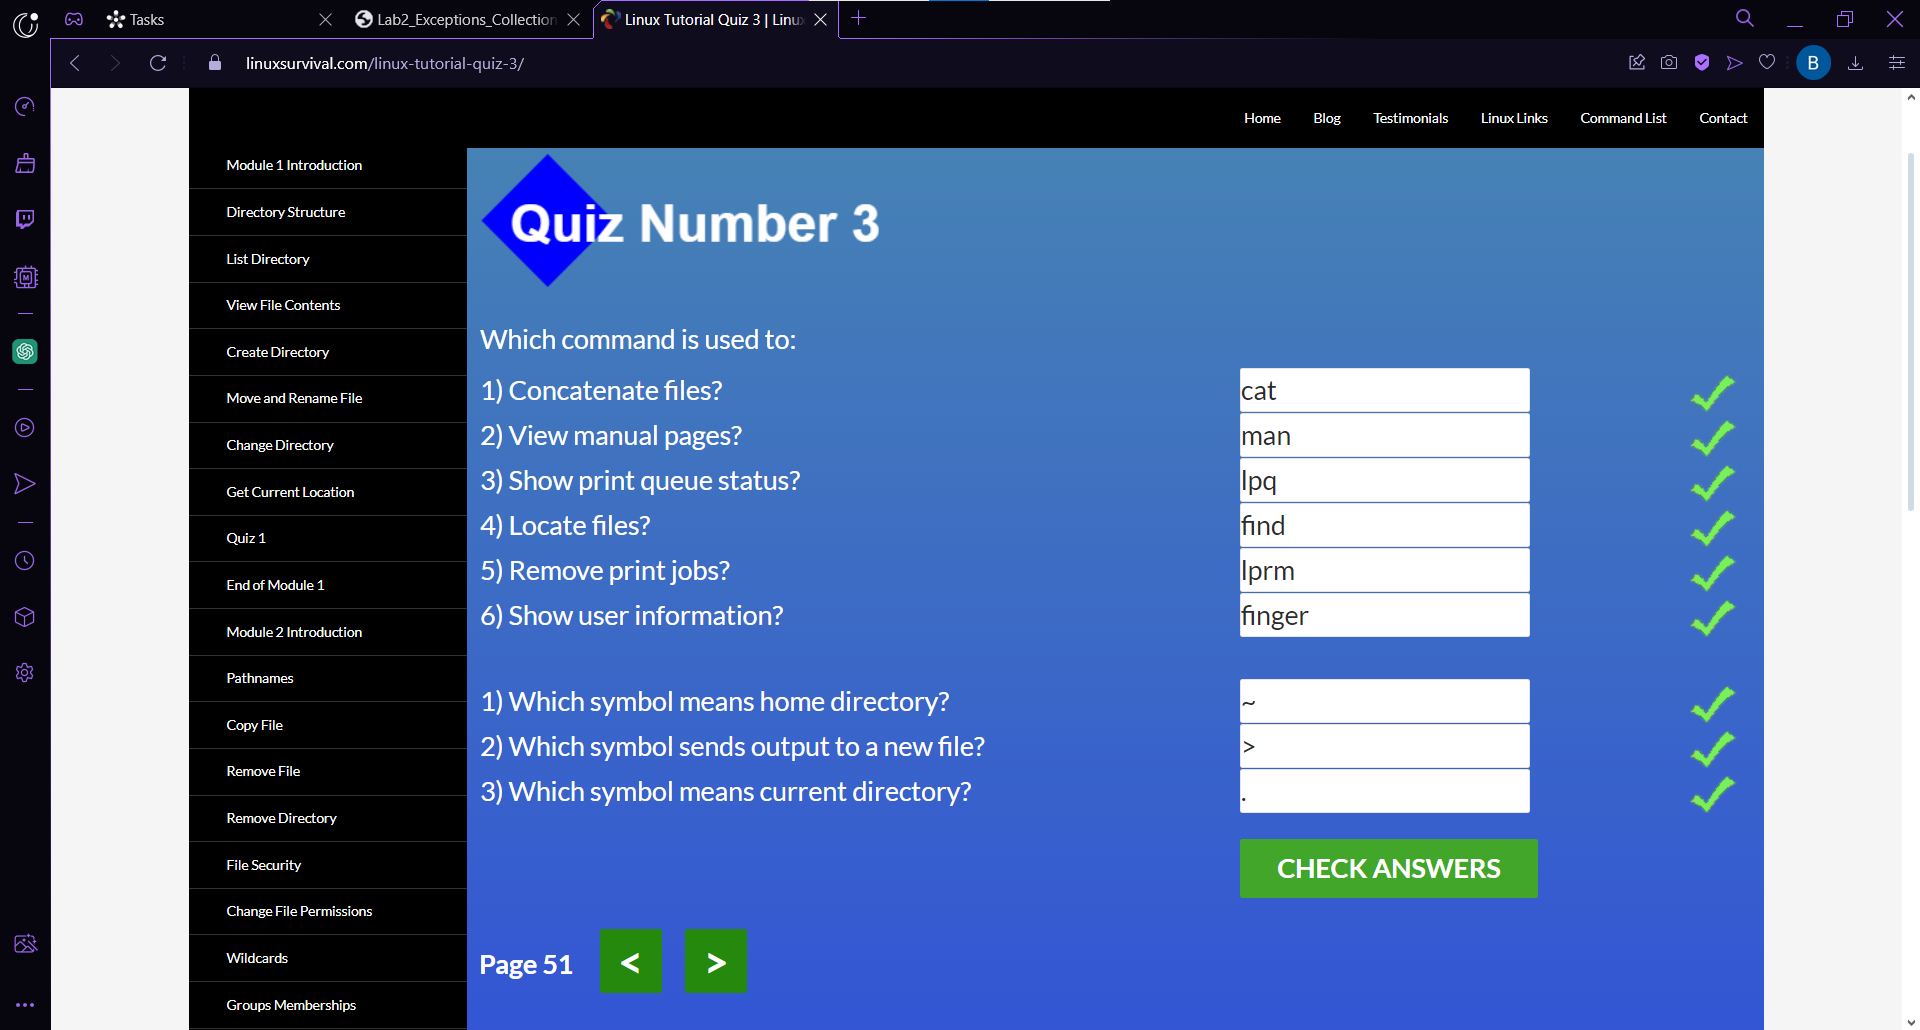 Tasks
Lab2_Exceptions_Collection
Linux Tutorial Quiz 3 | Linux
linuxsurvival.com/linux-tutorial-quiz-3/
B
Home Blog Testimonials Linux Links Command List Contact
Module 1 Introduction
Directory Structure
List Directory
View File Contents
Create Directory
Move and Rename File
Change Directory
Get Current Location
Quiz 1
End of Module 1
Module 2 Introduction
Pathnames
Copy File
Remove File
Remove Directory
File Security
Change File Permissions
Wildcards
Groups Memberships
Quiz Number 3
Which command is used to:
1) Concatenate files? cat
2) View manual pages? man
3) Show print queue status? lpq
4) Locate files? find
5) Remove print jobs? lprm
6) Show user information? finger
1) Which symbol means home directory? ~
2) Which symbol sends output to a new file? >
3) Which symbol means current directory? .
CHECK ANSWERS
Page 51 < >